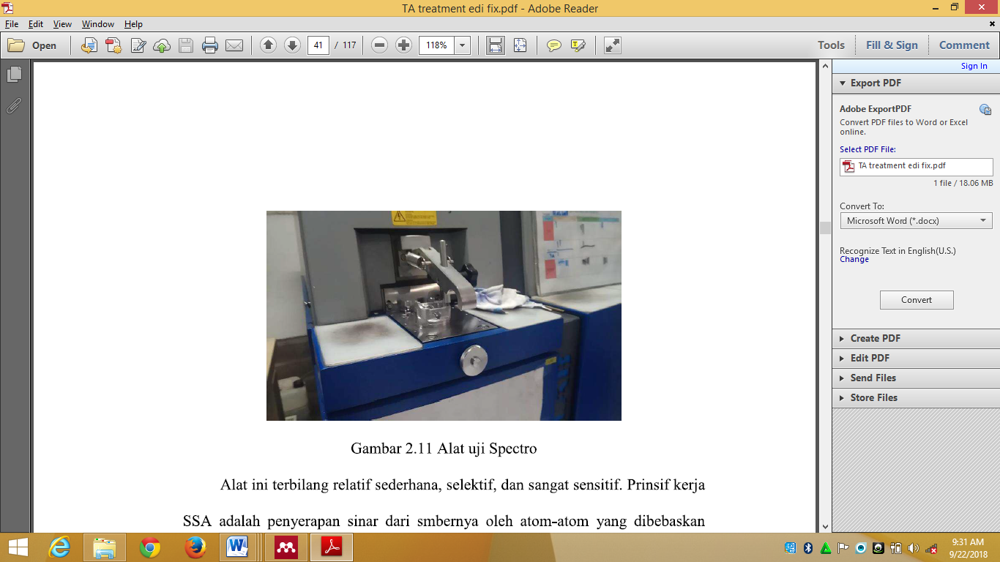 TA treatment edi fix.pdf - Adobe Reader
File Edit View Window Help
Open 41 / 117 118% Tools Fill & Sign Comment
Sign In
Export PDF
Adobe ExportPDF
Convert PDF files to Word or Excel
online.
Select PDF File:
TA treatment edi fix.pdf
1 file / 18.06 MB
Convert To:
Microsoft Word (*.docx)
Recognize Text in English(U.S.)
Change
Convert
Create PDF
Edit PDF
Send Files
Store Files
Gambar 2.11 Alat uji Spectro
Alat ini terbilang relatif sederhana, selektif, dan sangat sensitif. Prinsif kerja
SSA adalah penyerapan sinar dari smbernya oleh atom-atom yang dibebaskan
9:31 AM
9/22/2018